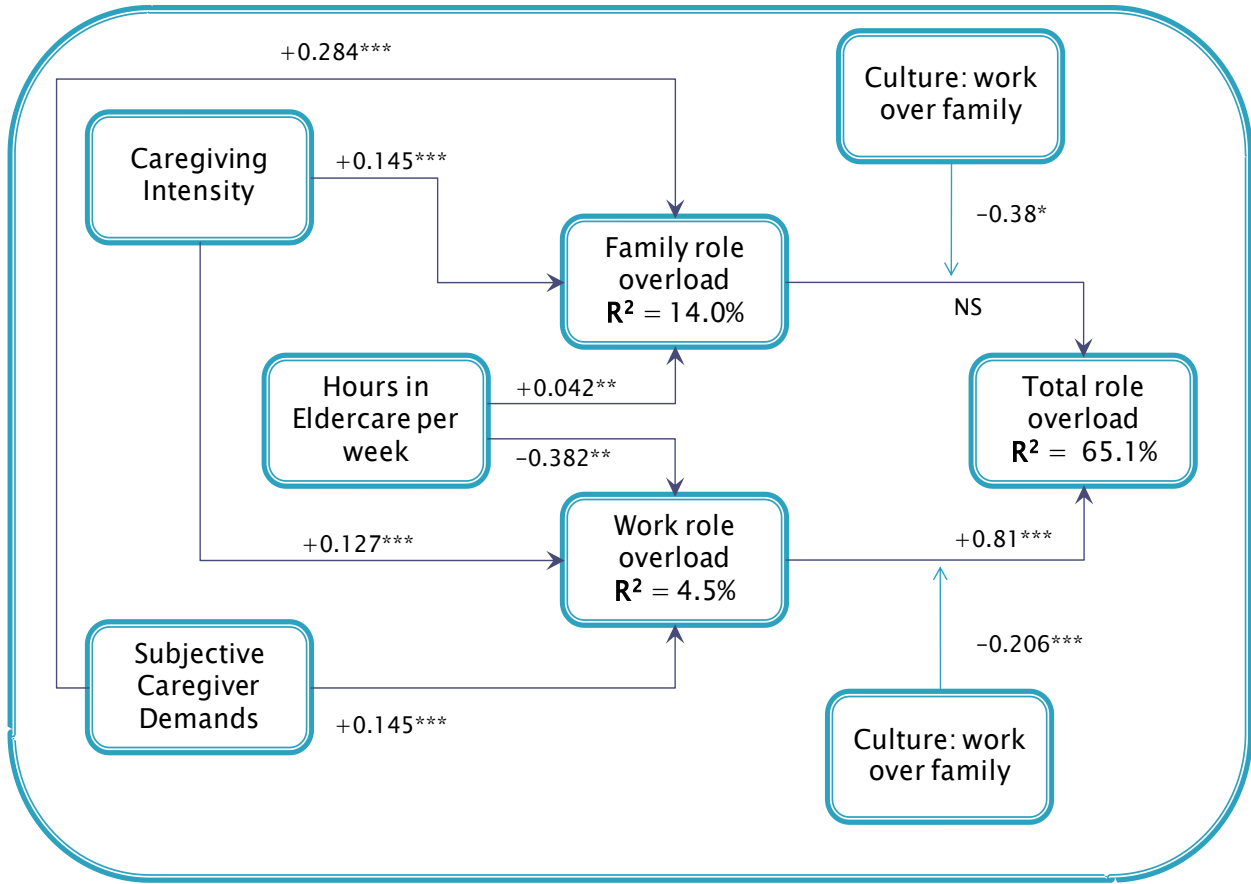 +0.284***
Culture: work
over family
Caregiving
Intensity
+0.145***
−0.38*
Family role
overload
R² = 14.0%
NS
Hours in
Eldercare per
week
+0.042**
−0.382**
Total role
overload
R² = 65.1%
Work role
overload
R² = 4.5%
+0.127***
+0.81***
Subjective
Caregiver
Demands
+0.145***
−0.206***
Culture: work
over family